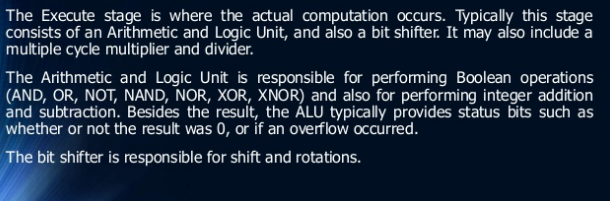 The Execute stage is where the actual computation occurs. Typically this stage
consists of an Arithmetic and Logic Unit, and also a bit shifter. It may also include a
multiple cycle multiplier and divider.
The Arithmetic and Logic Unit is responsible for performing Boolean operations
(AND, OR, NOT, NAND, NOR, XOR, XNOR) and also for performing integer addition
and subtraction. Besides the result, the ALU typically provides status bits such as
whether or not the result was 0, or if an overflow occurred.
The bit shifter is responsible for shift and rotations.